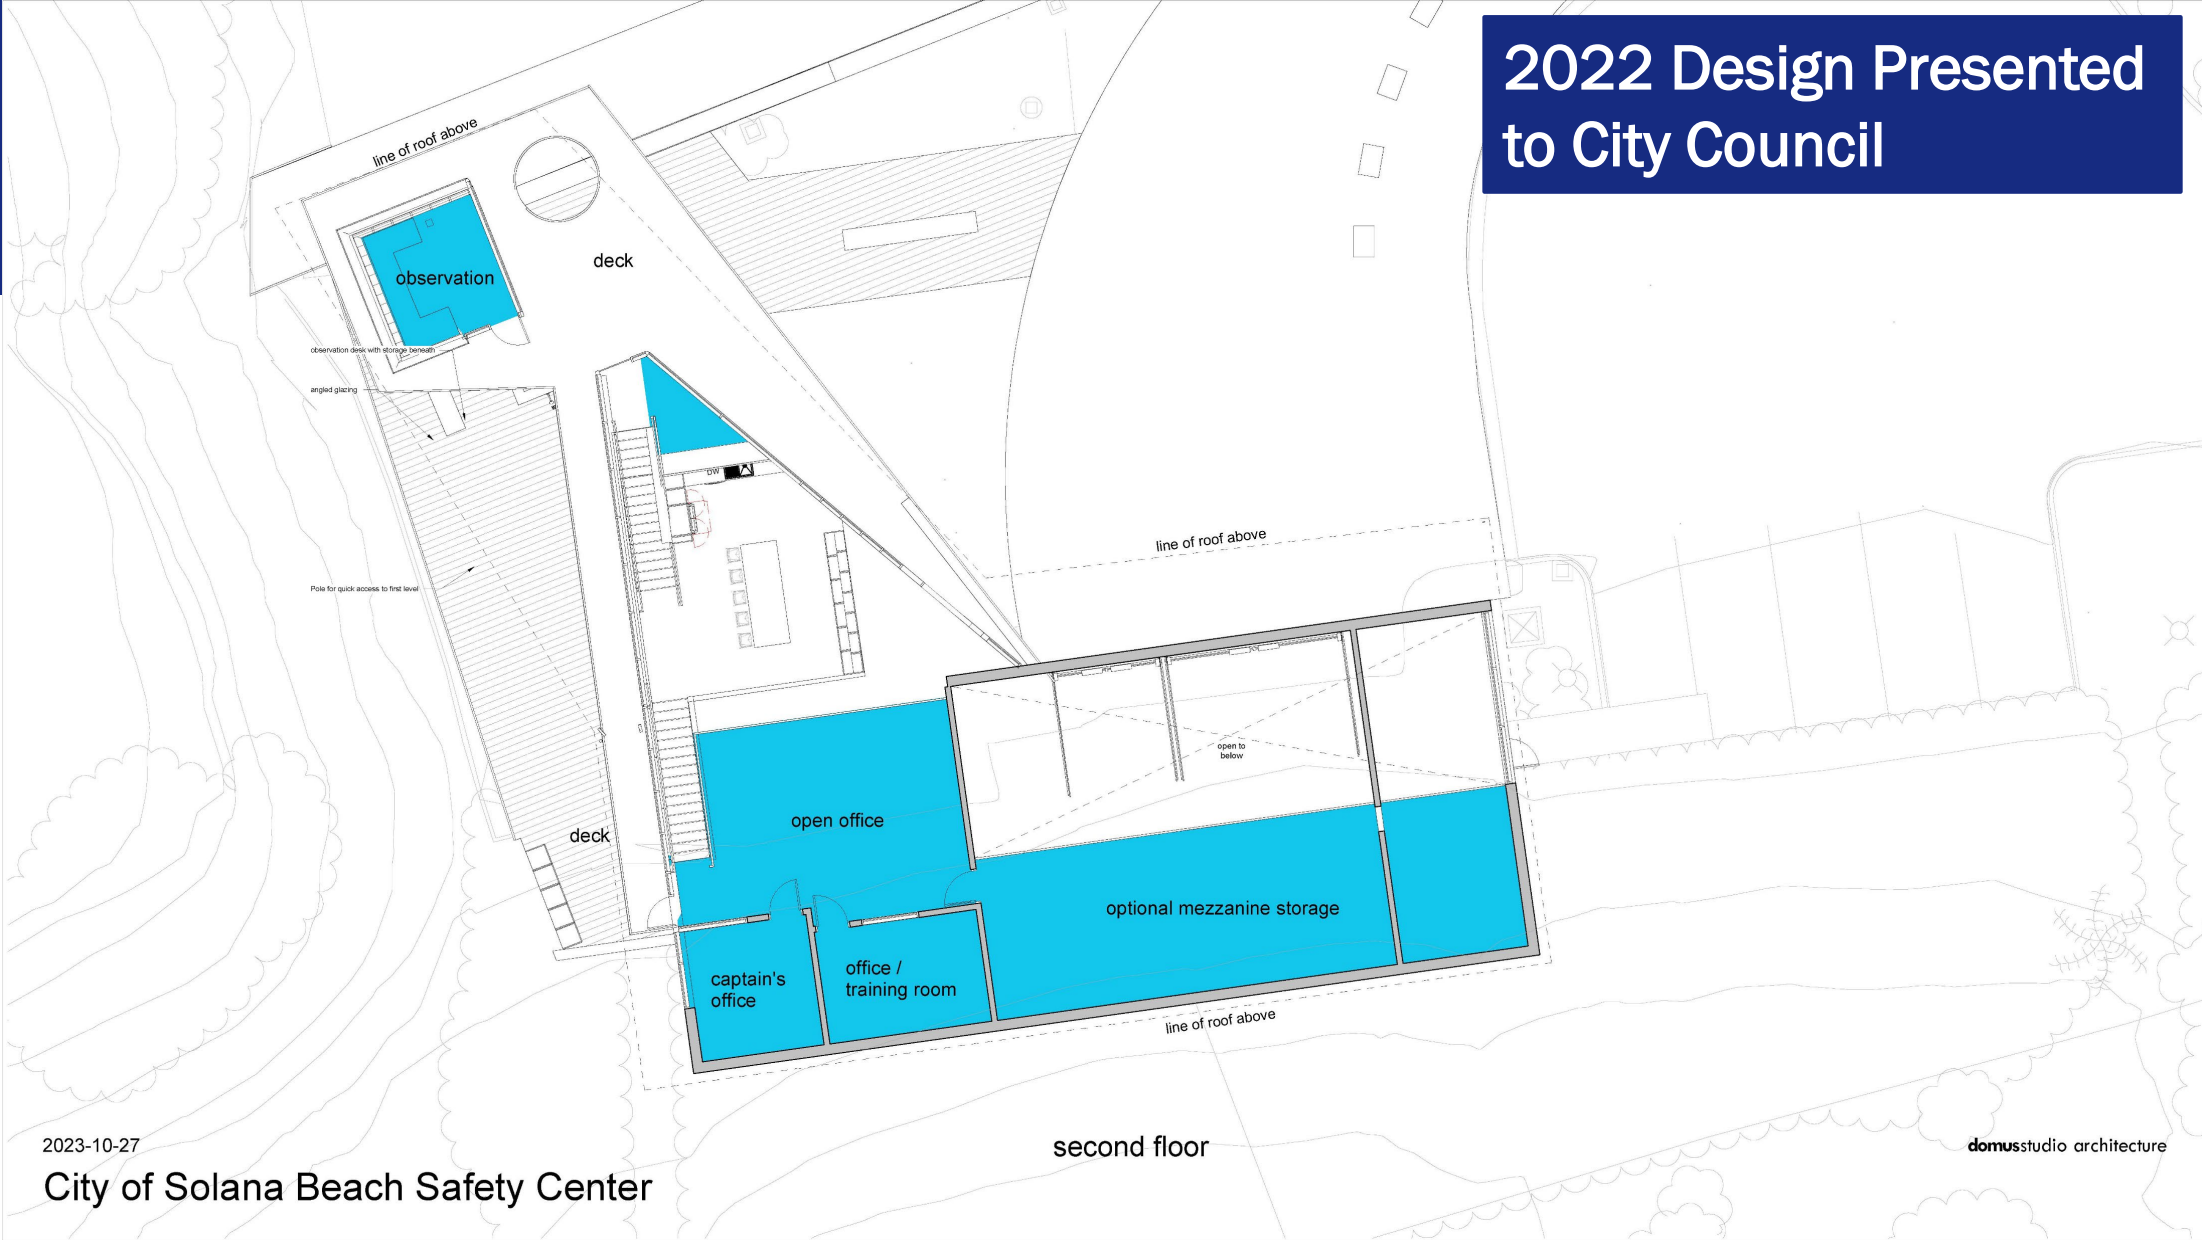 2022 Design Presented
to City Council
line of roof above
observation
deck
observation desk with storage beneath
angled glazing
DW
line of roof above
Pole for quick access to first level
open to
below
open office
deck
optional mezzanine storage
captain's
office
office /
training room
line of roof above
2023-10-27
second floor
domusstudio architecture
City of Solana Beach Safety Center